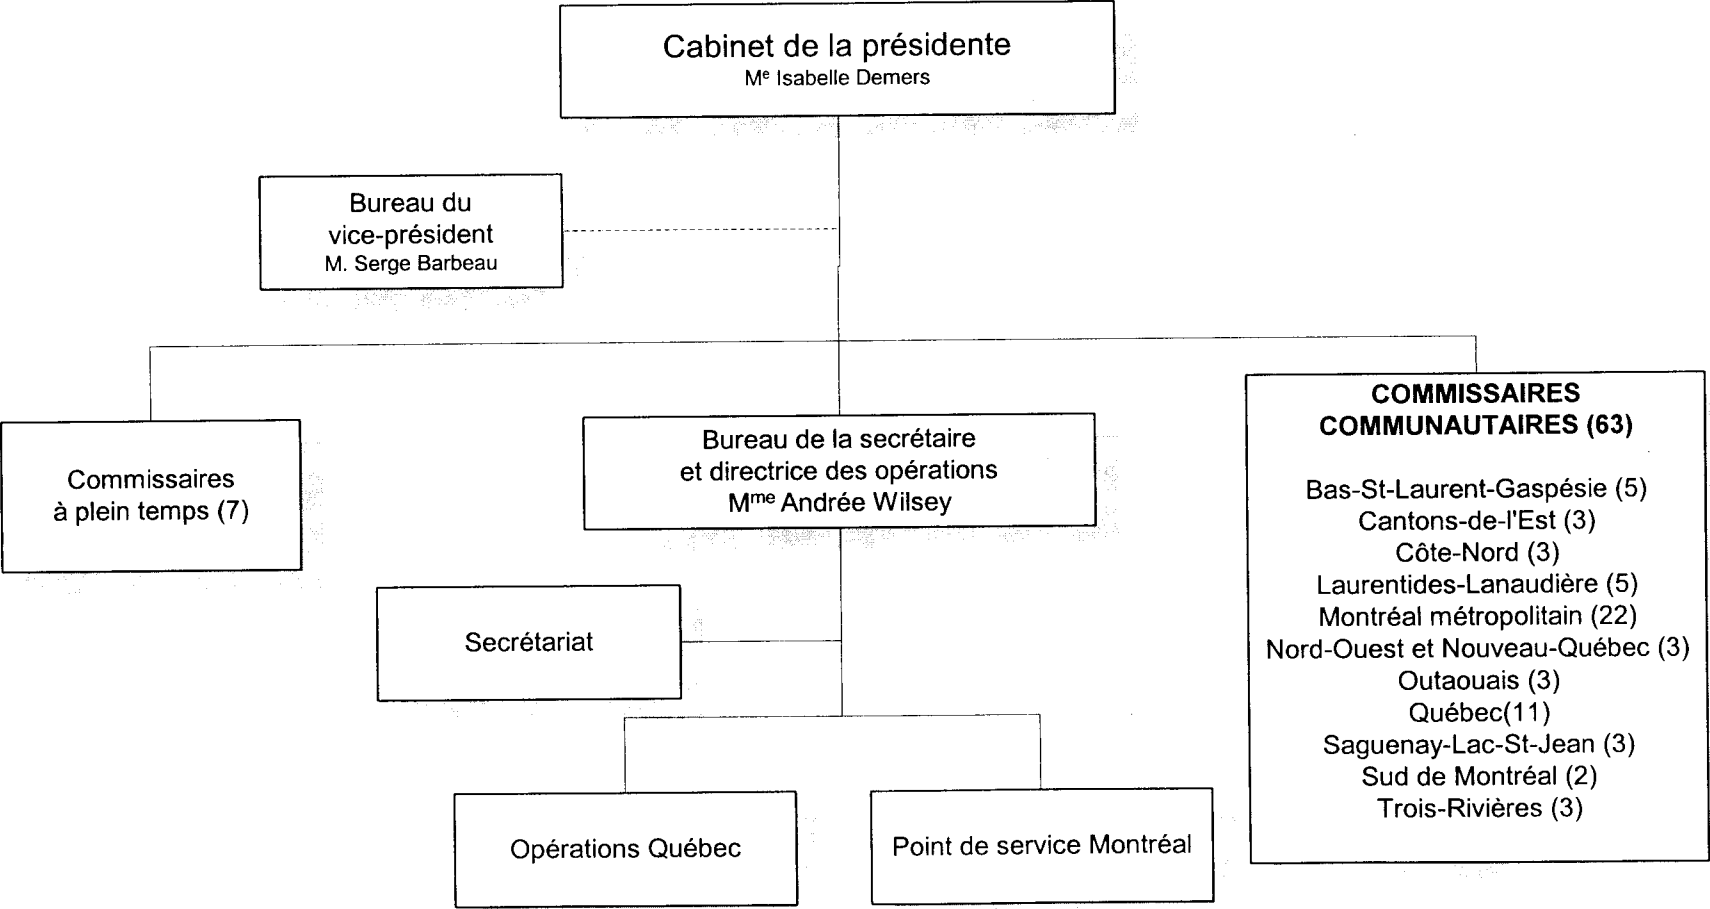 Cabinet de la présidente
Me Isabelle Demers
Bureau du
vice-président
M. Serge Barbeau
Commissaires
à plein temps (7)
Bureau de la secrétaire
et directrice des opérations
Mme Andrée Wilsey
Secrétariat
Opérations Québec
Point de service Montréal
COMMISSAIRES
COMMUNAUTAIRES (63)
Bas-St-Laurent-Gaspésie (5)
Cantons-de-l'Est (3)
Côte-Nord (3)
Laurentides-Lanaudière (5)
Montréal métropolitain (22)
Nord-Ouest et Nouveau-Québec (3)
Outaouais (3)
Québec(11)
Saguenay-Lac-St-Jean (3)
Sud de Montréal (2)
Trois-Rivières (3)